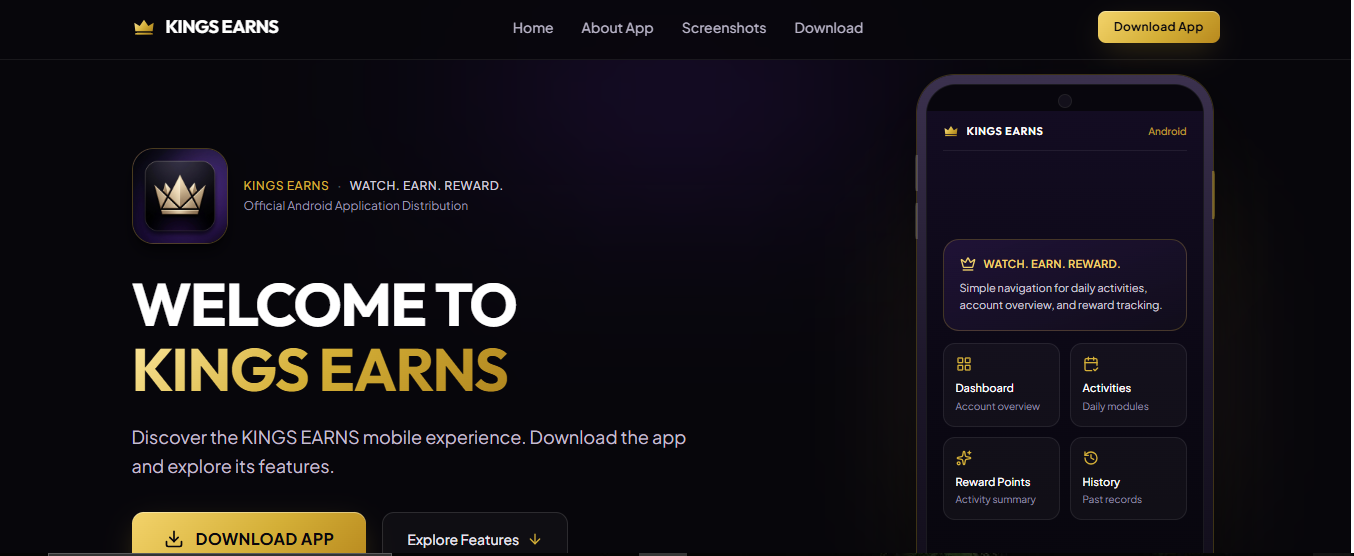 KINGS EARNS
Home
About App
Screenshots
Download
Download App
KINGS EARNS · WATCH. EARN. REWARD.
Official Android Application Distribution
WELCOME TO
KINGS EARNS
Discover the KINGS EARNS mobile experience. Download the app
and explore its features.
DOWNLOAD APP
Explore Features
KINGS EARNS
Android
WATCH. EARN. REWARD.
Simple navigation for daily activities,
account overview, and reward tracking.
Dashboard
Account overview
Activities
Daily modules
Reward Points
Activity summary
History
Past records